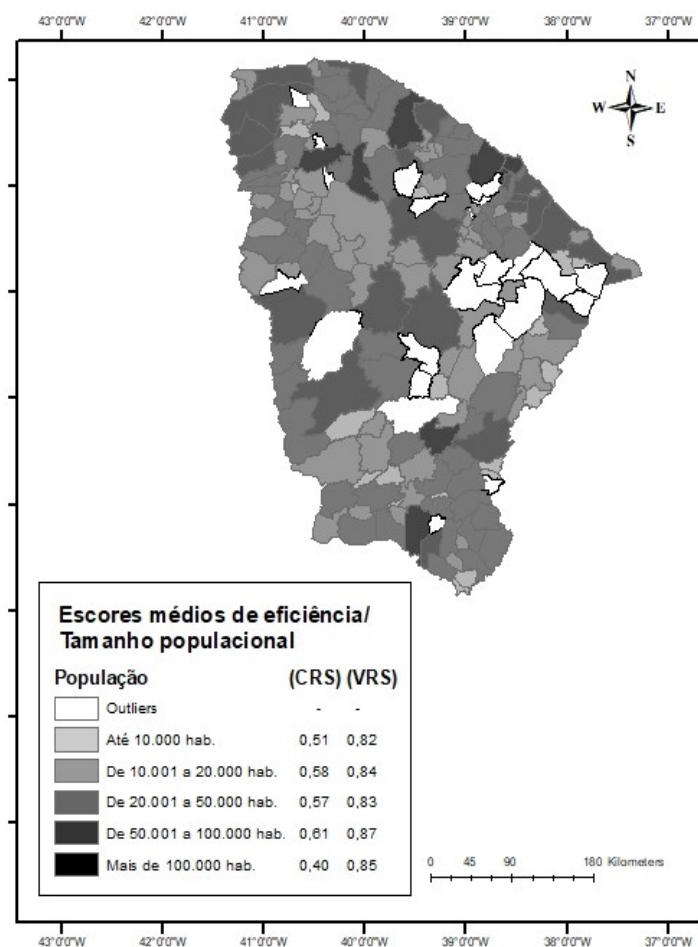 43°0'0"W 42°0'0"W 41°0'0"W 40°0'0"W 39°0'0"W 38°0'0"W 37°0'0"W
N
W E
S
Escores médios de eficiência/
Tamanho populacional
População (CRS) (VRS)
Outliers - -
Até 10.000 hab. 0,51 0,82
De 10.001 a 20.000 hab. 0,58 0,84
De 20.001 a 50.000 hab. 0,57 0,83
De 50.001 a 100.000 hab. 0,61 0,87
Mais de 100.000 hab. 0,40 0,85
0 45 90 180 Kilometers
43°0'0"W 42°0'0"W 41°0'0"W 40°0'0"W 39°0'0"W 38°0'0"W 37°0'0"W